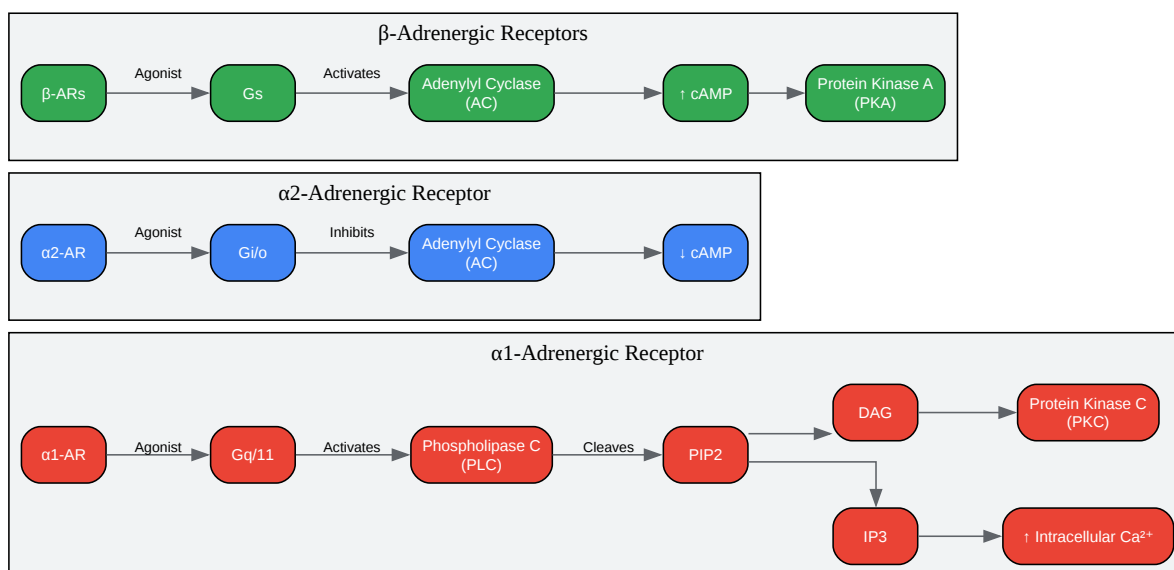 β-Adrenergic Receptors
β-ARs
Agonist
Gs
Activates
Adenylyl Cyclase
(AC)
↑ cAMP
Protein Kinase A
(PKA)
α2-Adrenergic Receptor
α2-AR
Agonist
Gi/o
Inhibits
Adenylyl Cyclase
(AC)
↓ cAMP
α1-Adrenergic Receptor
α1-AR
Agonist
Gq/11
Activates
Phospholipase C
(PLC)
Cleaves
PIP2
DAG
Protein Kinase C
(PKC)
IP3
↑ Intracellular Ca²⁺